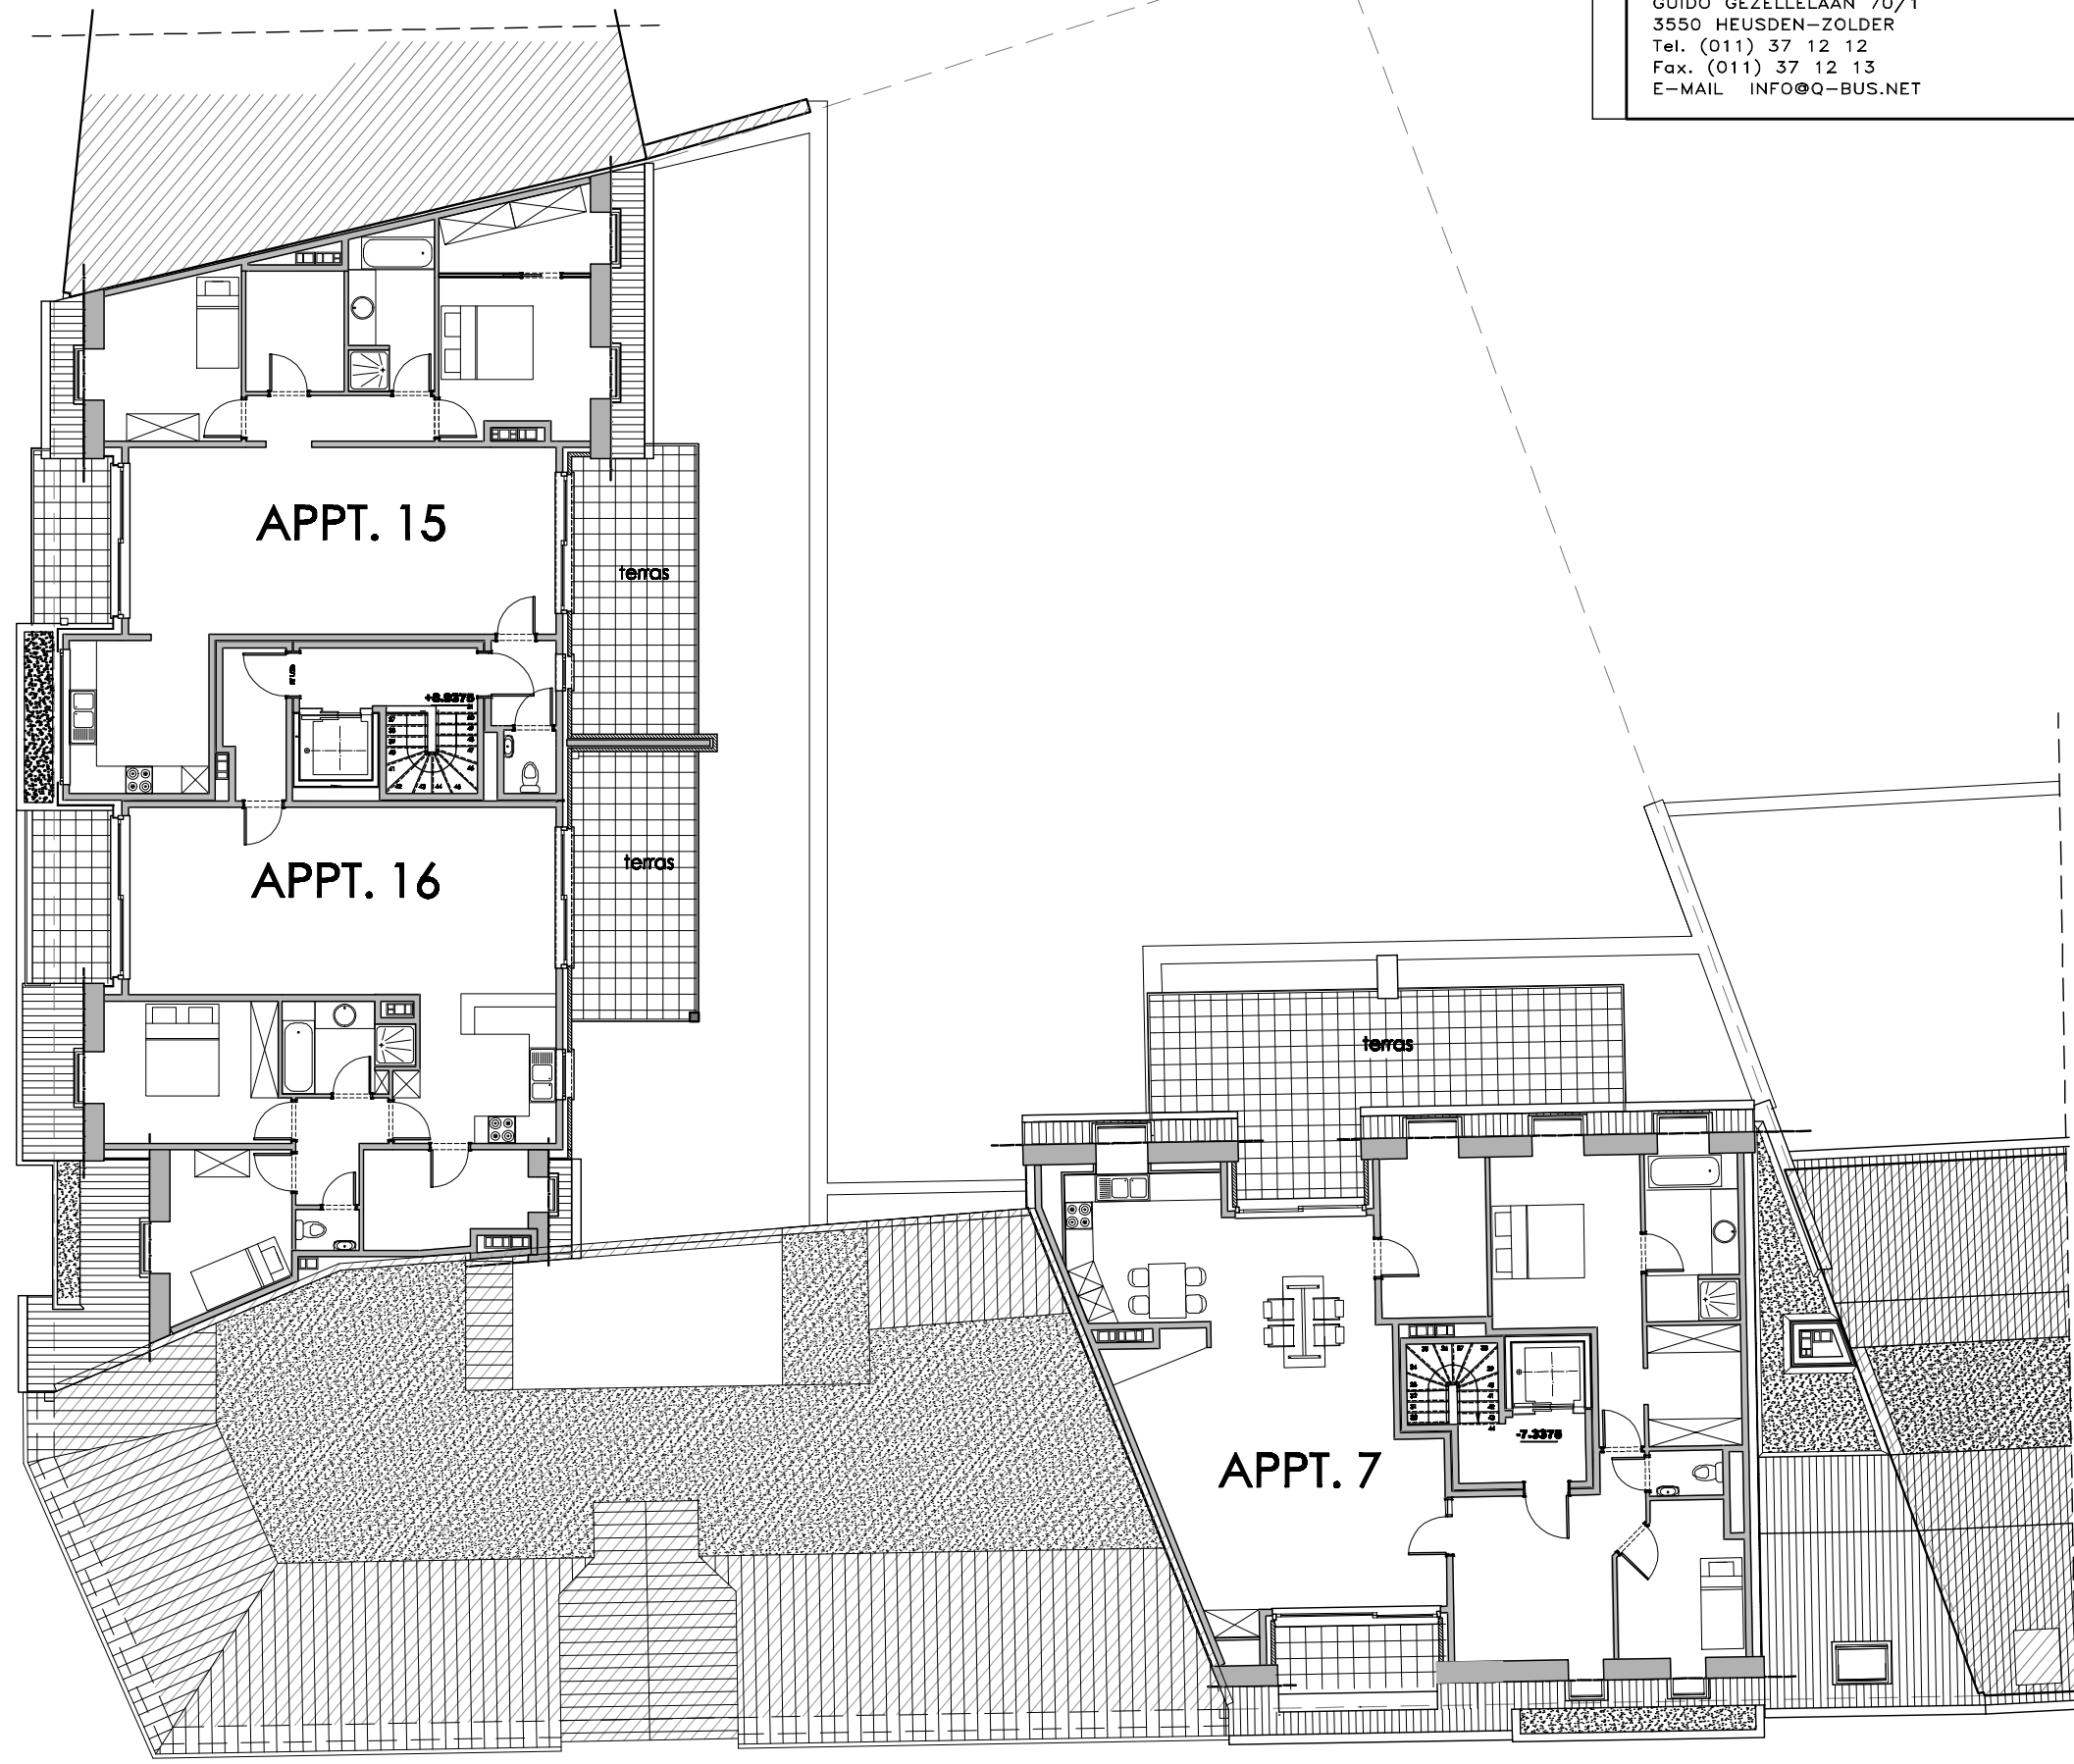 GUIDO GEZELLELAAN 70/1
3550 HEUSDEN-ZOLDER
Tel. (011) 37 12 12
Fax. (011) 37 12 13
E-MAIL INFO@Q-BUS.NET
APPT. 15
terras
APPT. 16
terras
terras
APPT. 7
-7.3375